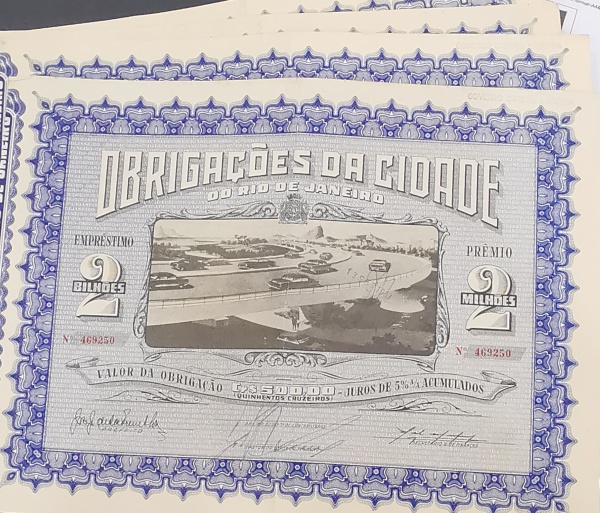 OBRIGAÇÕES DA CIDADE
DO RIO DE JANEIRO
EMPRÉSTIMO
2
BILHÕES
Nº 469250
PRÊMIO
2
MILHÕES
Nº 469250
VALOR DA OBRIGAÇÃO Cr$ 500,00 - JUROS DE 5% A/A ACUMULADOS
(QUINHENTOS CRUZEIROS)